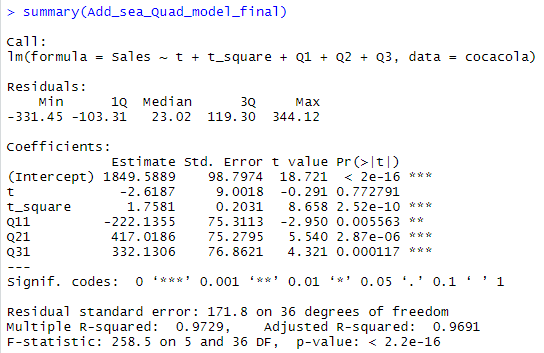 > summary(Add_sea_Quad_model_final)
Call:
lm(formula = Sales ~ t + t_square + Q1 + Q2 + Q3, data = cocacola)
Residuals:
Min 1Q Median 3Q Max
-331.45 -103.31 23.02 119.30 344.12
Coefficients:
Estimate Std. Error t value Pr(>|t|)
(Intercept) 1849.5889 98.7974 18.721 < 2e-16 ***
t -2.6187 9.0018 -0.291 0.772791
t_square 1.7581 0.2031 8.658 2.52e-10 ***
Q11 -222.1355 75.3113 -2.950 0.005563 **
Q21 417.0186 75.2795 5.540 2.87e-06 ***
Q31 332.1306 76.8621 4.321 0.000117 ***
---
Signif. codes: 0 ‘***’ 0.001 ‘**’ 0.01 ‘*’ 0.05 ‘.’ 0.1 ‘ ’ 1
Residual standard error: 171.8 on 36 degrees of freedom
Multiple R-squared: 0.9729, Adjusted R-squared: 0.9691
F-statistic: 258.5 on 5 and 36 DF, p-value: < 2.2e-16